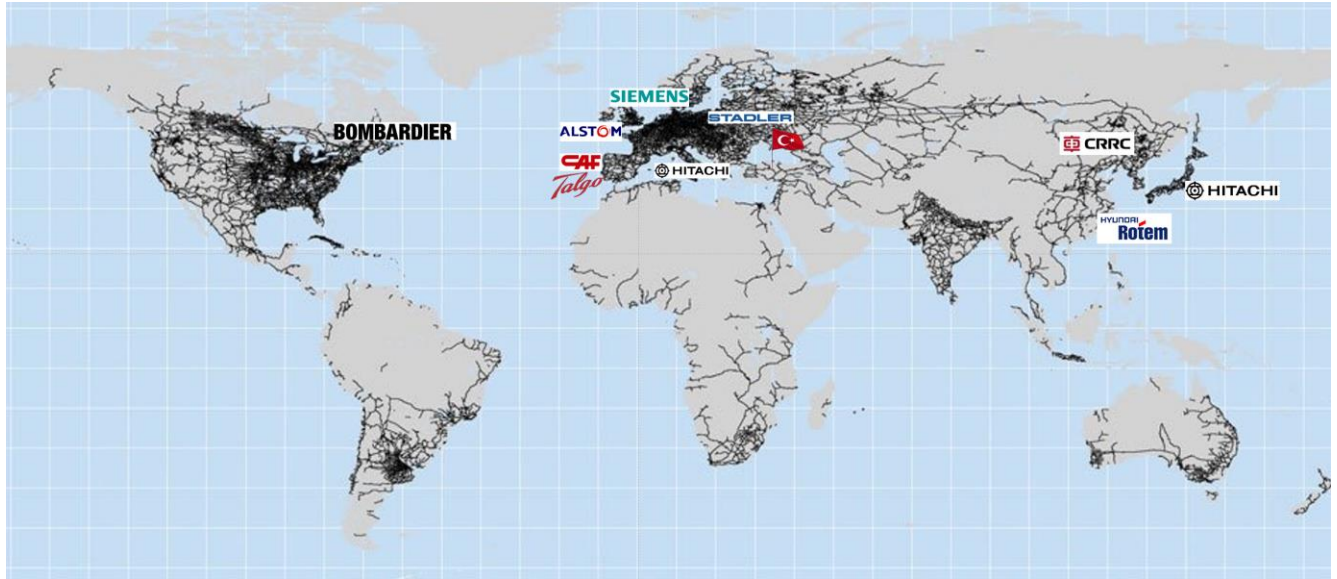 SIEMENS
BOMBARDIER
ALSTOM
STADLER
CAF
Talgo
HITACHI
CRRC
HITACHI
HYUNDAI
Rotem